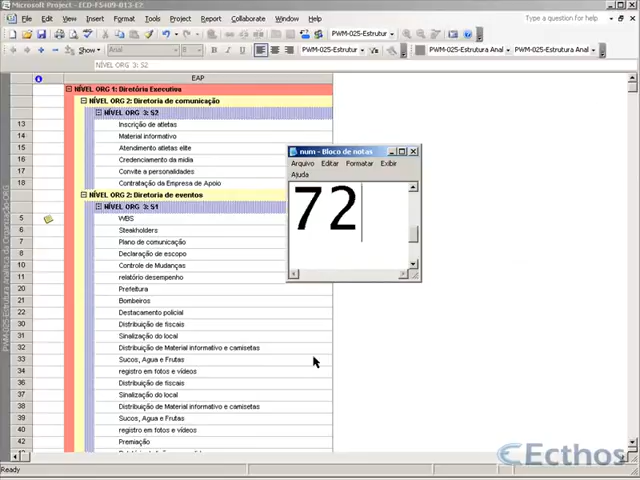 Microsoft Project - ECD-FS+09-013-E2
File Edit View Insert Format Tools Project Report Collaborate Window Help
Type a question for help
PWM-025-Estrutur
Show Arial 8 B I U PWM-025-Estrutur PWM-025-Estrutura Anal PWM-025-Estrutura Anal
NÍVEL ORG 3: S2
EAP
NÍVEL ORG 1: Diretória Executiva
NÍVEL ORG 2: Diretoria de comunicação
NÍVEL ORG 3: S2
13 Inscrição de atletas
14 Material informativo
15 Atendimento atletas elite
16 Credenciamento da mídia
17 Convite a personalidades
18 Contratação da Empresa de Apoio
NÍVEL ORG 2: Diretoria de eventos
NÍVEL ORG 3: S1
5 WBS
6 Steakholders
7 Plano de comunicação
8 Declaração de escopo
10 Controle de Mudanças
11 relatório desempenho
20 Prefeitura
21 Bombeiros
22 Destacamento policial
30 Distribuição de fiscais
31 Sinalização do local
32 Distribuição de Material informativo e camisetas
33 Sucos, Agua e Frutas
34 registro em fotos e vídeos
36 Distribuição de fiscais
37 Sinalização do local
38 Distribuição de Material informativo e camisetas
39 Sucos, Agua e Frutas
40 registro em fotos e vídeos
42 Premiação
PWM-025-Estrutura Analítica da Organização-ORG
num - Bloco de notas
Arquivo Editar Formatar Exibir
Ajuda
72
Ecthos
Ready